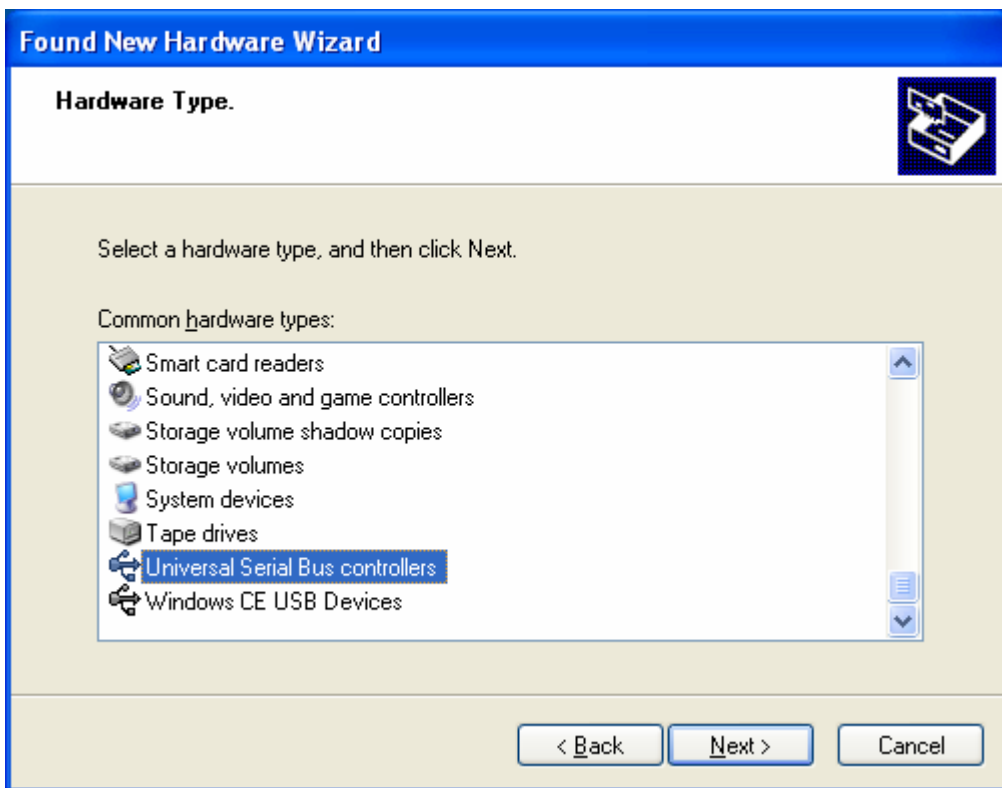 Found New Hardware Wizard
Hardware Type.
Select a hardware type, and then click Next.
Common hardware types:
Smart card readers
Sound, video and game controllers
Storage volume shadow copies
Storage volumes
System devices
Tape drives
Universal Serial Bus controllers
Windows CE USB Devices
< Back Next > Cancel